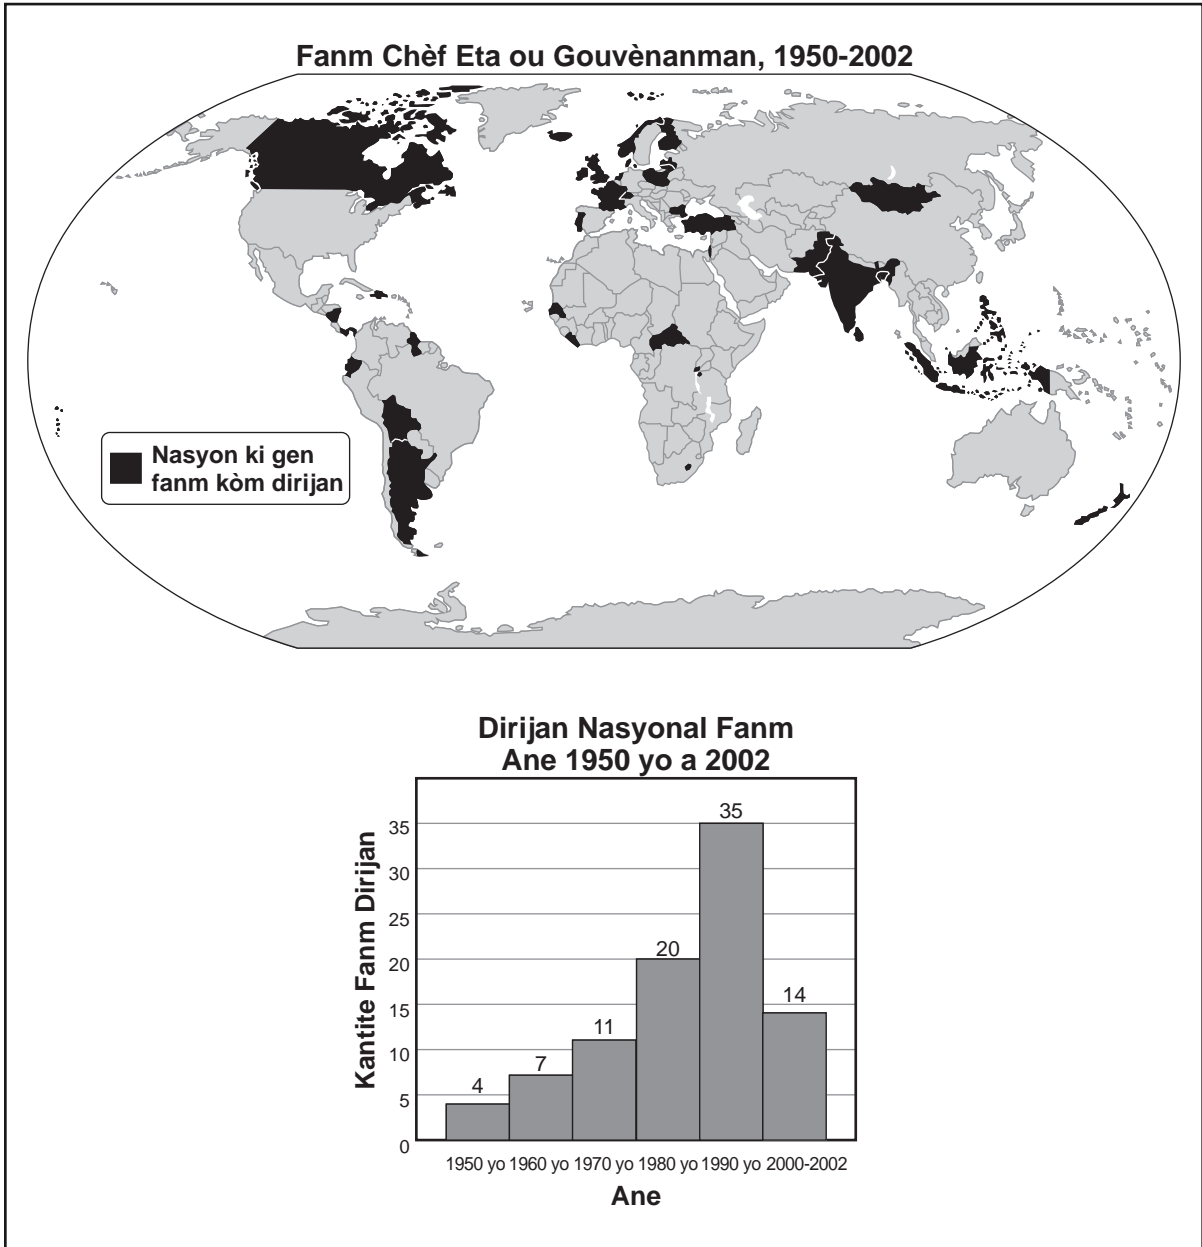 Fanm Chèf Eta ou Gouvènanman, 1950-2002
Nasyon ki gen
fanm kòm dirijan
Dirijan Nasyonal Fanm
Ane 1950 yo a 2002
Kantite Fanm Dirijan
35
30
25
20
15
10
5
0
4
7
11
20
35
14
1950 yo 1960 yo 1970 yo 1980 yo 1990 yo 2000-2002
Ane